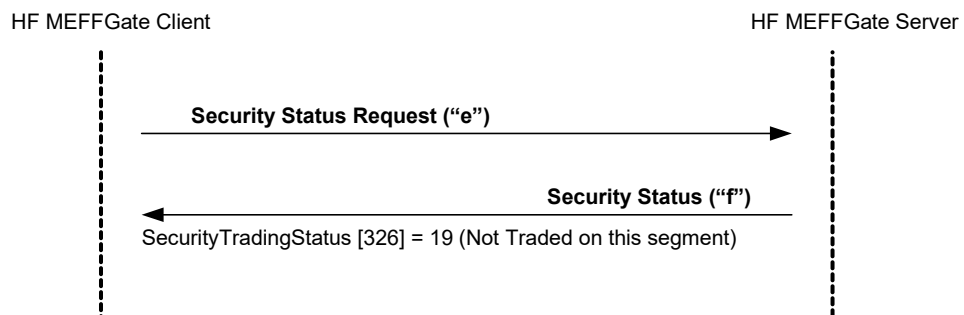 HF MEFFGate Client
HF MEFFGate Server
Security Status Request (“e”)
Security Status (“f”)
SecurityTradingStatus [326] = 19 (Not Traded on this segment)